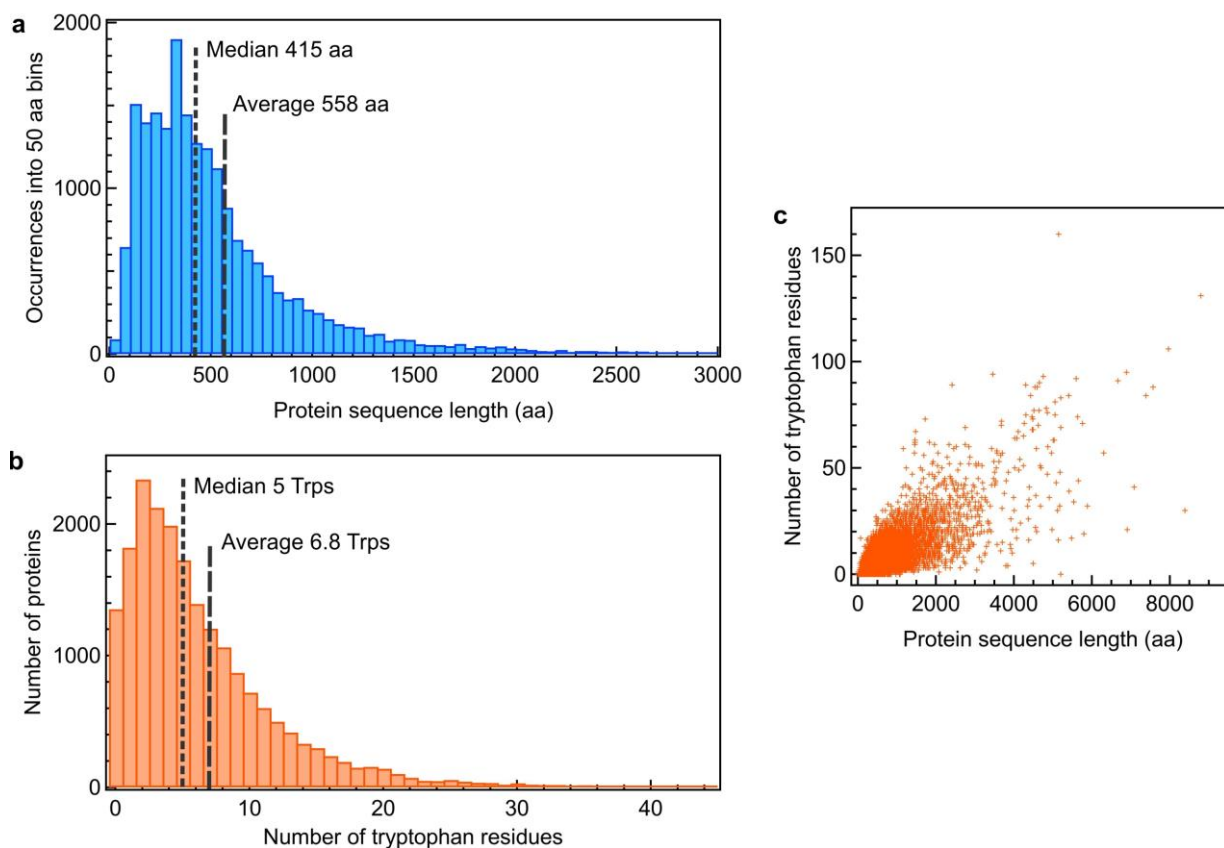 a
2000
1000
0
Occurrences into 50 aa bins
Median 415 aa
Average 558 aa
0 500 1000 1500 2000 2500 3000
Protein sequence length (aa)
b
2000
1000
0
Number of proteins
Median 5 Trps
Average 6.8 Trps
0 10 20 30 40
Number of tryptophan residues
c
150
100
50
0
Number of tryptophan residues
0 2000 4000 6000 8000
Protein sequence length (aa)